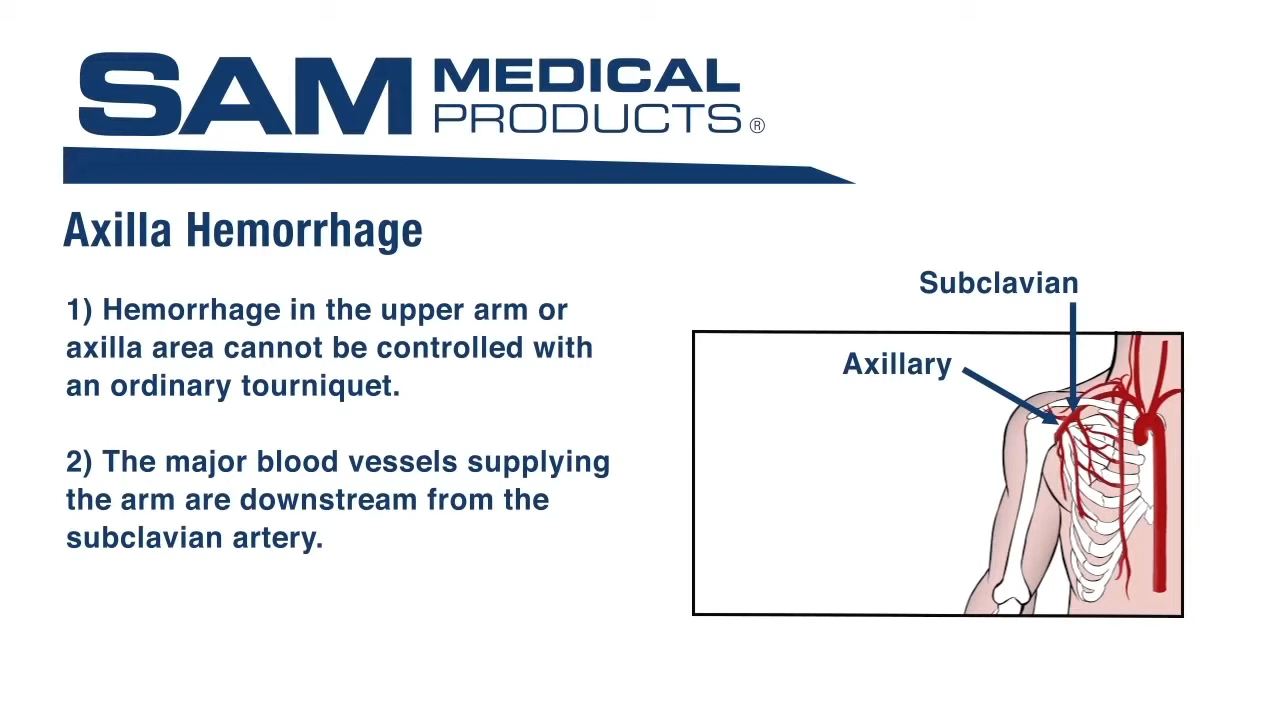 SAM MEDICAL
PRODUCTS®
Axilla Hemorrhage
1) Hemorrhage in the upper arm or
axilla area cannot be controlled with
an ordinary tourniquet.
2) The major blood vessels supplying
the arm are downstream from the
subclavian artery.
Subclavian
Axillary